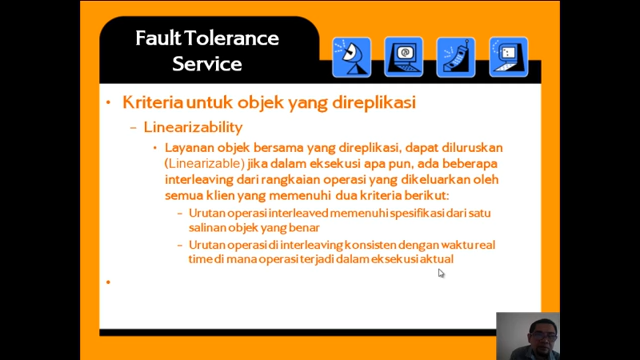 Fault Tolerance
Service
• Kriteria untuk objek yang direplikasi
– Linearizability
• Layanan objek bersama yang direplikasi, dapat diluruskan
(Linearizable) jika dalam eksekusi apa pun, ada beberapa
interleaving dari rangkaian operasi yang dikeluarkan oleh
semua klien yang memenuhi dua kriteria berikut:
– Urutan operasi interleaved memenuhi spesifikasi dari satu
salinan objek yang benar
– Urutan operasi di interleaving konsisten dengan waktu real
time di mana operasi terjadi dalam eksekusi aktual
•